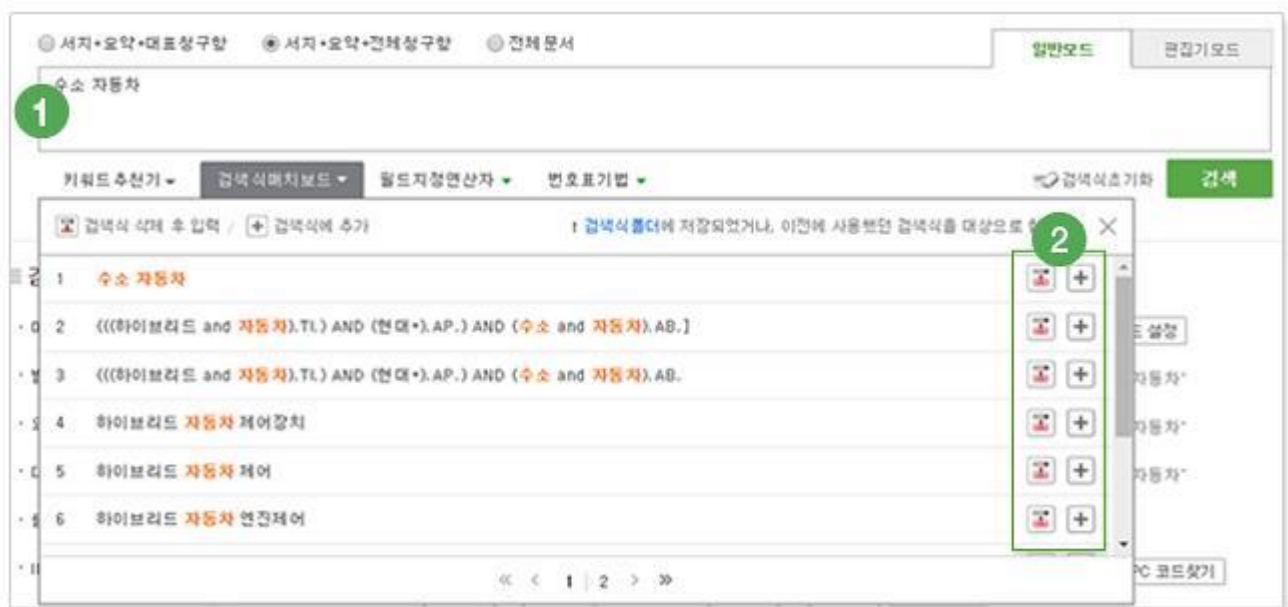 서지+요약+대표청구항 서지+요약+전체청구항 전체문서 일반모드 편집기모드
수소 자동차
1
키워드추천기 검색식매치보드 필드지정연산자 번호표기법 검색식초기화 검색
검색식 삭제 후 입력 / + 검색식에 추가 ↑ 검색식폴더에 저장되었거나, 이전에 사용했던 검색식을 대상으로
2
1 수소 자동차
2 (((하이브리드 and 자동차).TI.) AND (현대*).AP.) AND (수소 and 자동차).AB.]
3 (((하이브리드 and 자동차).TI.) AND (현대*).AP.) AND (수소 and 자동차).AB.
4 하이브리드 자동차 제어장치
5 하이브리드 자동차 제어
6 하이브리드 자동차 엔진제어
설정
자동차"
자동차"
자동차"
« < 1 | 2 > »
PC 코드찾기